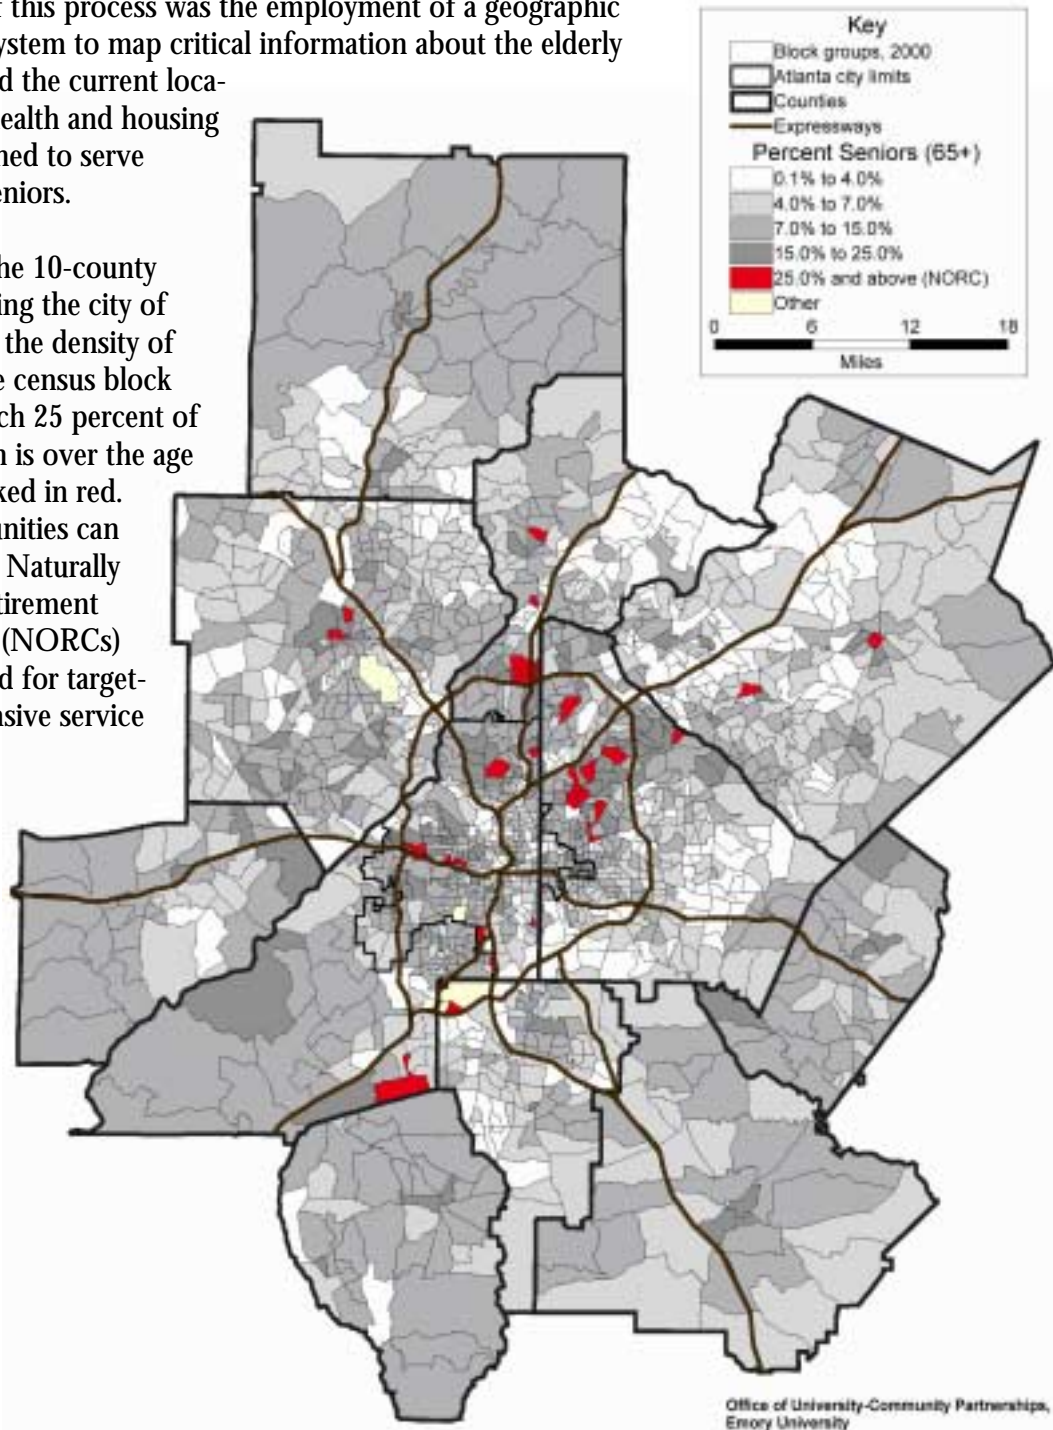 f this process was the employment of a geographic
ystem to map critical information about the elderly
d the current loca-
ealth and housing
ned to serve
eniors.
he 10-county
ing the city of
the density of
e census block
ch 25 percent of
n is over the age
ked in red.
unities can
Naturally
tirement
(NORCs)
d for target-
nsive service
Key
Block groups, 2000
Atlanta city limits
Counties
Expressways
Percent Seniors (65+)
0.1% to 4.0%
4.0% to 7.0%
7.0% to 15.0%
15.0% to 25.0%
25.0% and above (NORC)
Other
0 6 12 18
Miles
Office of University-Community Partnerships,
Emory University